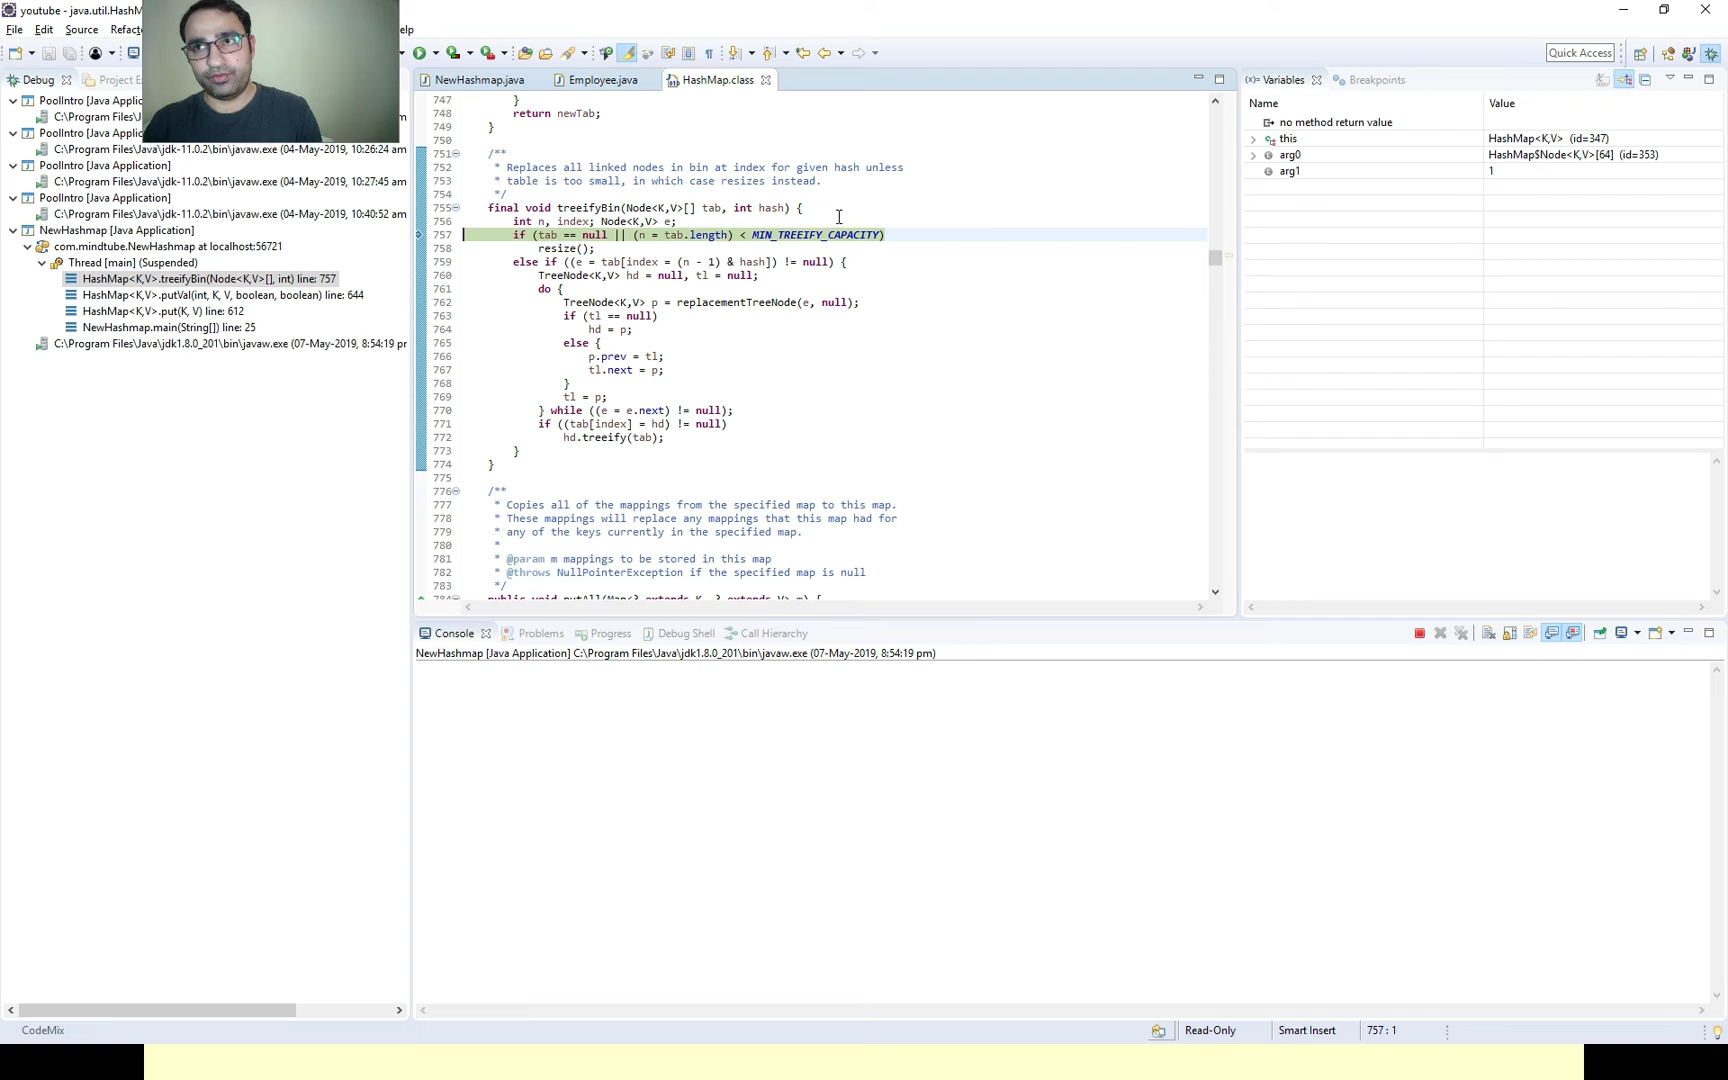 youtube - java.util.HashM
File Edit Source Refact elp
Quick Access
Debug Project E
PoolIntro [Java Applica
C:\Program Files\J
PoolIntro [Java Applic
C:\Program Files\Java\jdk-11.0.2\bin\javaw.exe (04-May-2019, 10:26:24 am
PoolIntro [Java Application]
C:\Program Files\Java\jdk-11.0.2\bin\javaw.exe (04-May-2019, 10:27:45 am
PoolIntro [Java Application]
C:\Program Files\Java\jdk-11.0.2\bin\javaw.exe (04-May-2019, 10:40:52 am
NewHashmap [Java Application]
com.mindtube.NewHashmap at localhost:56721
Thread [main] (Suspended)
HashMap<K,V>.treeifyBin(Node<K,V>[], int) line: 757
HashMap<K,V>.putVal(int, K, V, boolean, boolean) line: 644
HashMap<K,V>.put(K, V) line: 612
NewHashmap.main(String[]) line: 25
C:\Program Files\Java\jdk1.8.0_201\bin\javaw.exe (07-May-2019, 8:54:19 pr
NewHashmap.java Employee.java HashMap.class
747 }
748 return newTab;
749 }
750
751 /**
752 * Replaces all linked nodes in bin at index for given hash unless
753 * table is too small, in which case resizes instead.
754 */
755 final void treeifyBin(Node<K,V>[] tab, int hash) {
756 int n, index; Node<K,V> e;
757 if (tab == null || (n = tab.length) < MIN_TREEIFY_CAPACITY)
758 resize();
759 else if ((e = tab[index = (n - 1) & hash]) != null) {
760 TreeNode<K,V> hd = null, tl = null;
761 do {
762 TreeNode<K,V> p = replacementTreeNode(e, null);
763 if (tl == null)
764 hd = p;
765 else {
766 p.prev = tl;
767 tl.next = p;
768 }
769 tl = p;
770 } while ((e = e.next) != null);
771 if ((tab[index] = hd) != null)
772 hd.treeify(tab);
773 }
774 }
775
776 /**
777 * Copies all of the mappings from the specified map to this map.
778 * These mappings will replace any mappings that this map had for
779 * any of the keys currently in the specified map.
780 *
781 * @param m mappings to be stored in this map
782 * @throws NullPointerException if the specified map is null
783 */
784 public void putAll(Map<? extends K, ? extends V> m) {
(x)= Variables Breakpoints
Name Value
no method return value
this HashMap<K,V> (id=347)
arg0 HashMap$Node<K,V>[64] (id=353)
arg1 1
Console Problems Progress Debug Shell Call Hierarchy
NewHashmap [Java Application] C:\Program Files\Java\jdk1.8.0_201\bin\javaw.exe (07-May-2019, 8:54:19 pm)
CodeMix Read-Only Smart Insert 757 : 1